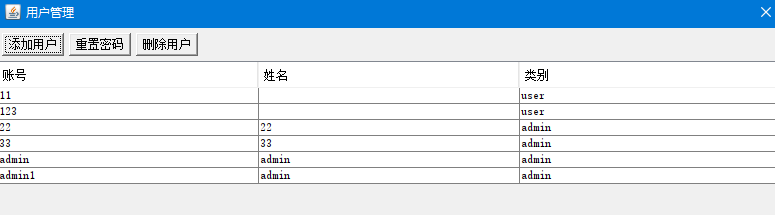 用户管理
添加用户 重置密码 删除用户
账号 姓名 类别
11 user
123 user
22 22 admin
33 33 admin
admin admin admin
admin1 admin admin